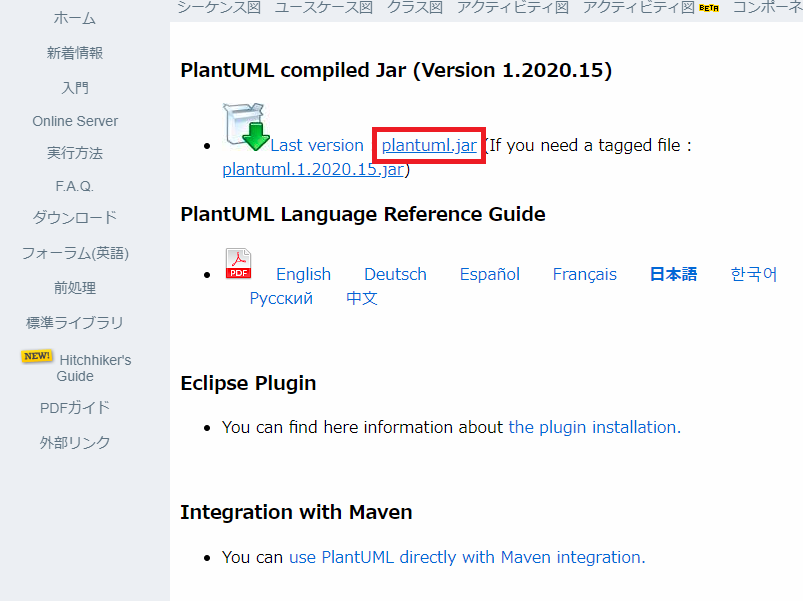 シーケンス図 ユースケース図 クラス図 アクティビティ図 アクティビティ図 BETA コンポーネ
ホーム
新着情報
入門
Online Server
実行方法
F.A.Q.
ダウンロード
フォーラム(英語)
前処理
標準ライブラリ
NEW! Hitchhiker's
Guide
PDFガイド
外部リンク
PlantUML compiled Jar (Version 1.2020.15)
Last version plantuml.jar (If you need a tagged file :
plantuml.1.2020.15.jar)
PlantUML Language Reference Guide
PDF English Deutsch Español Français 日本語 한국어
Русский 中文
Eclipse Plugin
You can find here information about the plugin installation.
Integration with Maven
You can use PlantUML directly with Maven integration.